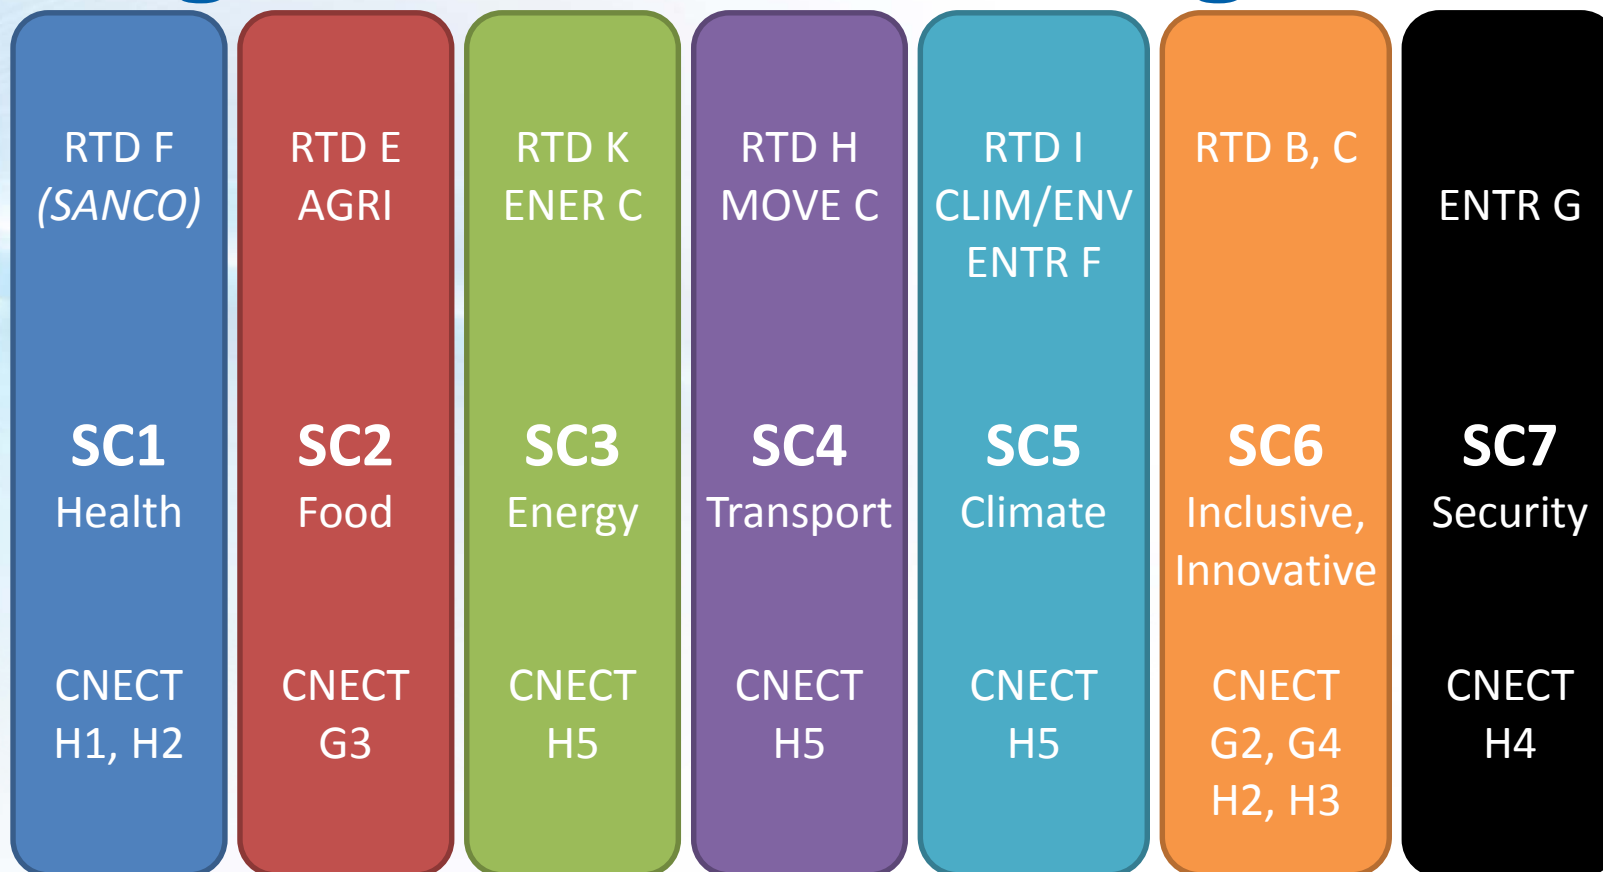 RTD F
(SANCO)
SC1
Health
CNECT
H1, H2
RTD E
AGRI
SC2
Food
CNECT
G3
RTD K
ENER C
SC3
Energy
CNECT
H5
RTD H
MOVE C
SC4
Transport
CNECT
H5
RTD I
CLIM/ENV
ENTR F
SC5
Climate
CNECT
H5
RTD B, C
SC6
Inclusive,
Innovative
CNECT
G2, G4
H2, H3
ENTR G
SC7
Security
CNECT
H4